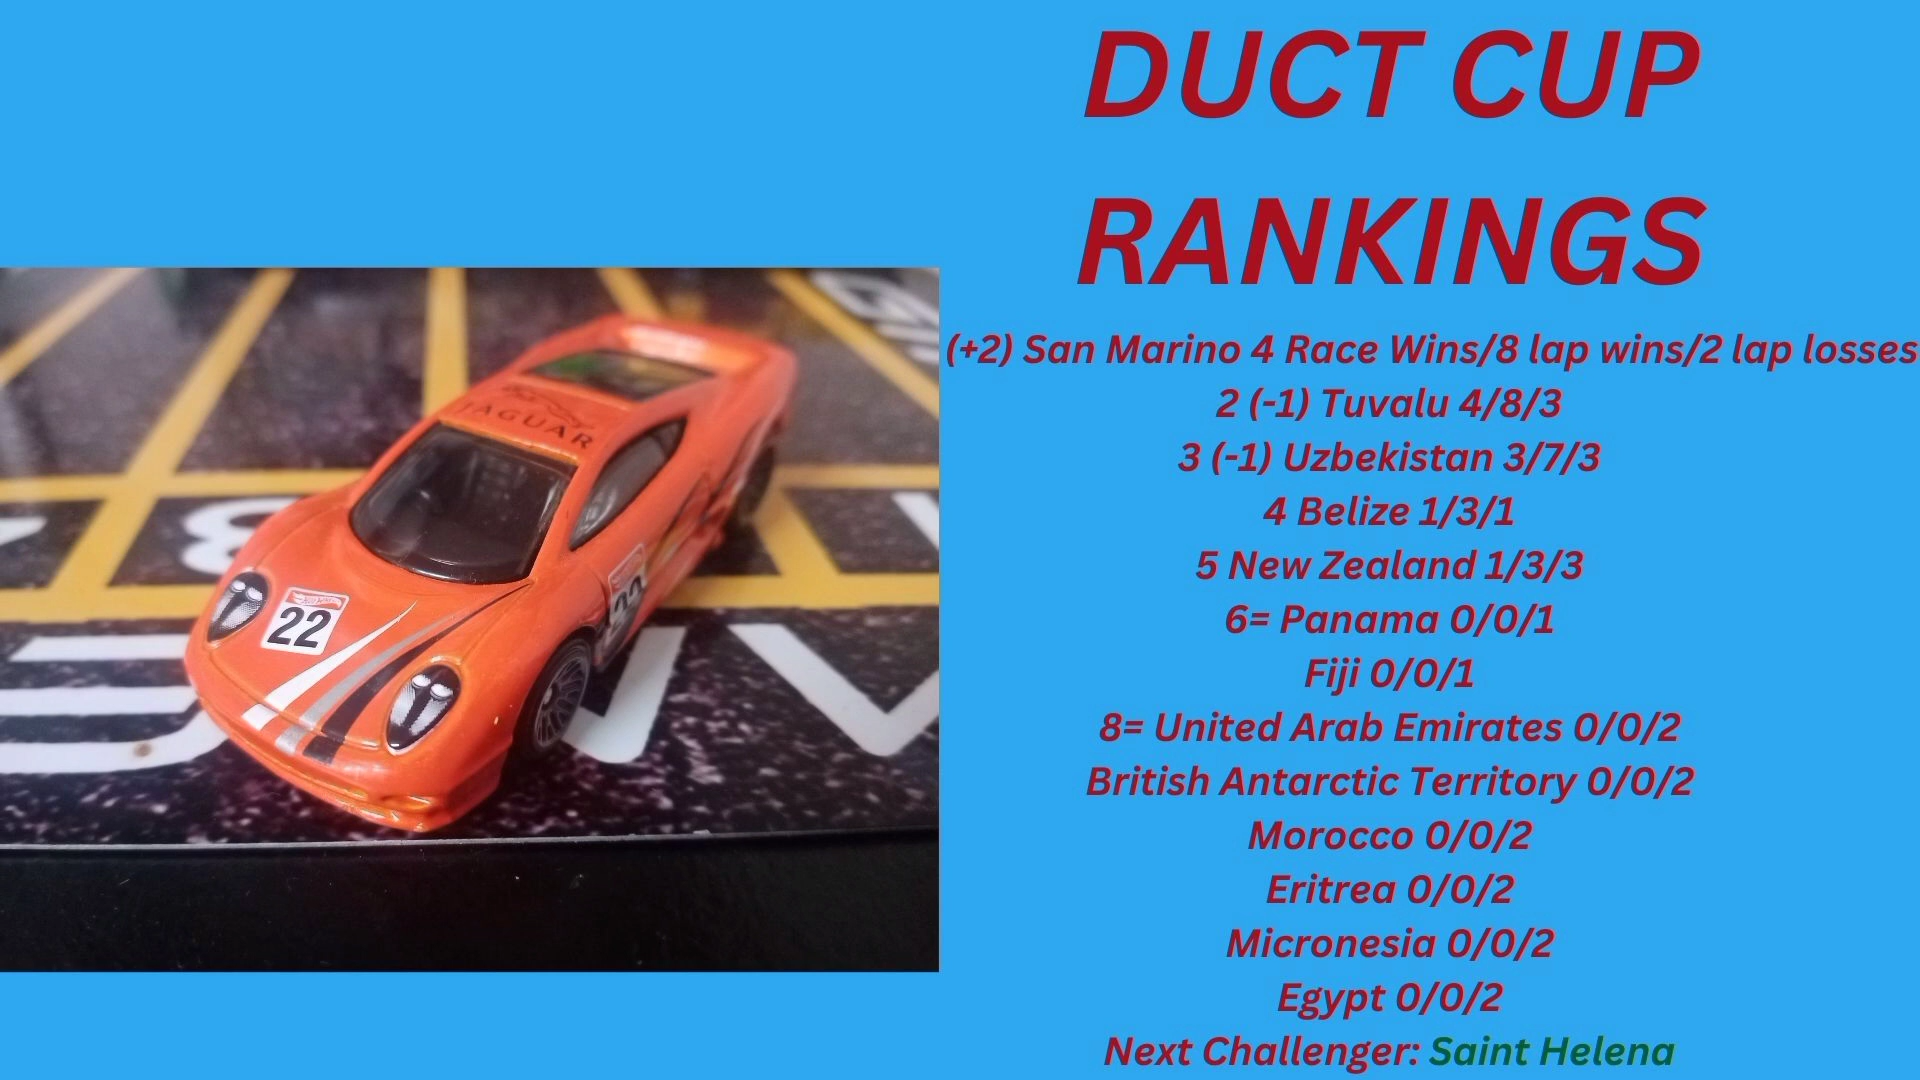 DUCT CUP
RANKINGS
(+2) San Marino 4 Race Wins/8 lap wins/2 lap losses
2 (-1) Tuvalu 4/8/3
3 (-1) Uzbekistan 3/7/3
4 Belize 1/3/1
5 New Zealand 1/3/3
6= Panama 0/0/1
Fiji 0/0/1
8= United Arab Emirates 0/0/2
British Antarctic Territory 0/0/2
Morocco 0/0/2
Eritrea 0/0/2
Micronesia 0/0/2
Egypt 0/0/2
Next Challenger: Saint Helena
JAGUAR
22
22
8